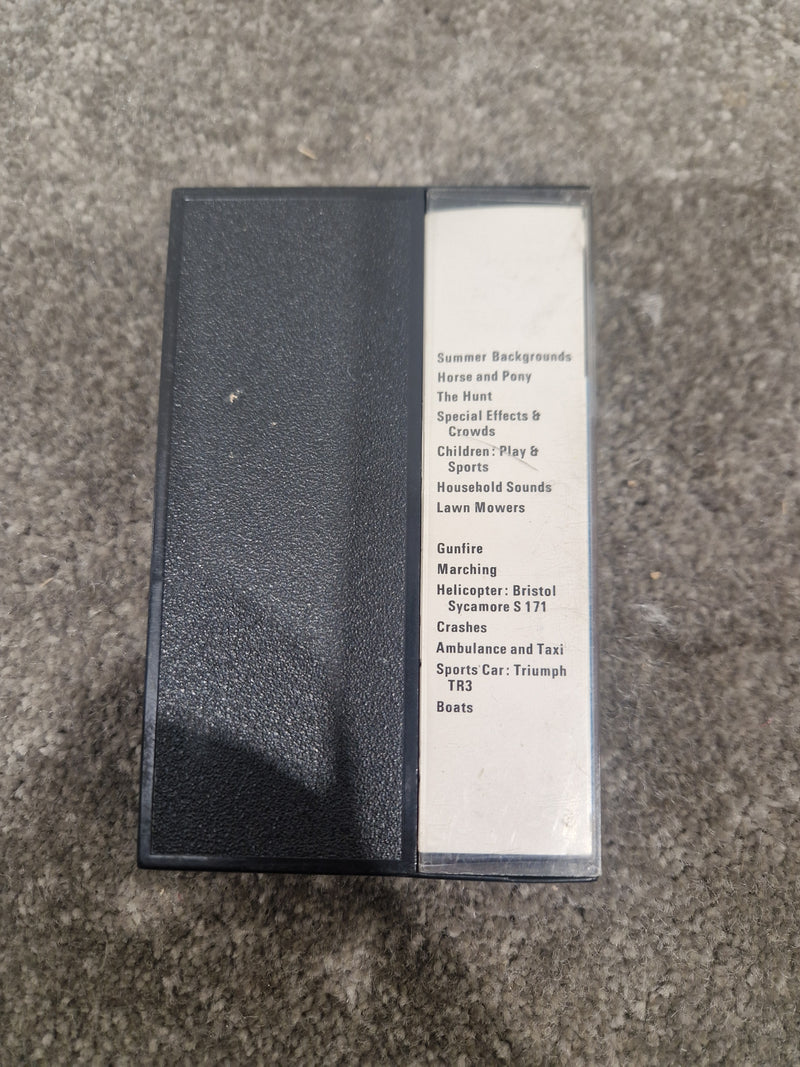 Summer Backgrounds
Horse and Pony
The Hunt
Special Effects &
Crowds
Children: Play &
Sports
Household Sounds
Lawn Mowers
Gunfire
Marching
Helicopter: Bristol
Sycamore S 171
Crashes
Ambulance and Taxi
Sports Car: Triumph
TR3
Boats